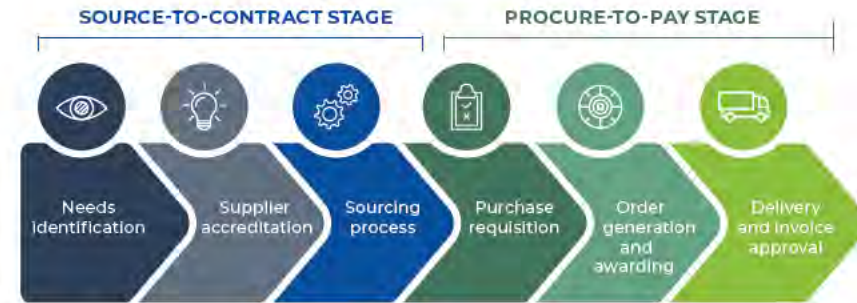 SOURCE-TO-CONTRACT STAGE
PROCURE-TO-PAY STAGE
Needs
identification
Supplier
accreditation
Sourcing
process
Purchase
requisition
Order
generation
and
awarding
Delivery
and invoice
approval